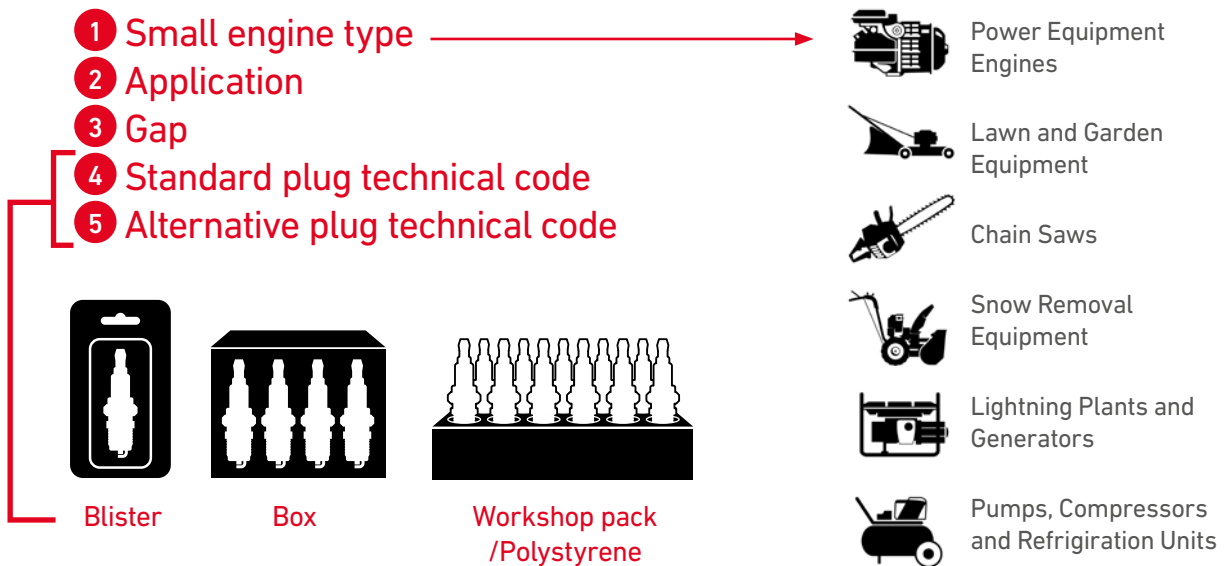 1 Small engine type
2 Application
3 Gap
4 Standard plug technical code
5 Alternative plug technical code
Blister
Box
Workshop pack
/Polystyrene
Power Equipment
Engines
Lawn and Garden
Equipment
Chain Saws
Snow Removal
Equipment
Lightning Plants and
Generators
Pumps, Compressors
and Refrigiration Units